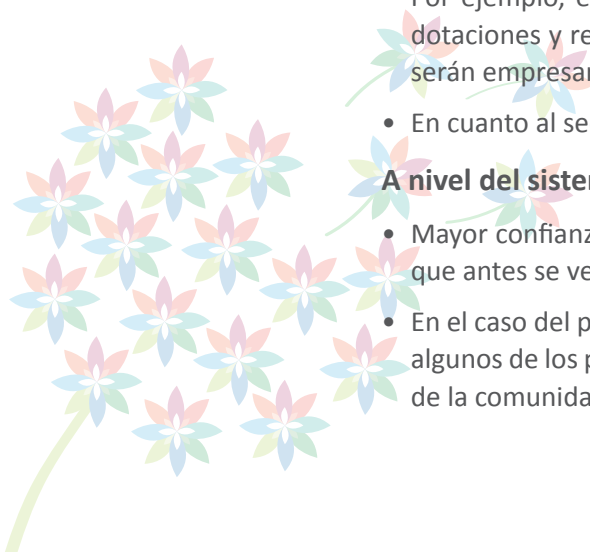 Por ejemplo, e
dotaciones y re
serán empresar
• En cuanto al se
A nivel del siste
• Mayor confianz
que antes se ve
• En el caso del p
algunos de los p
de la comunida